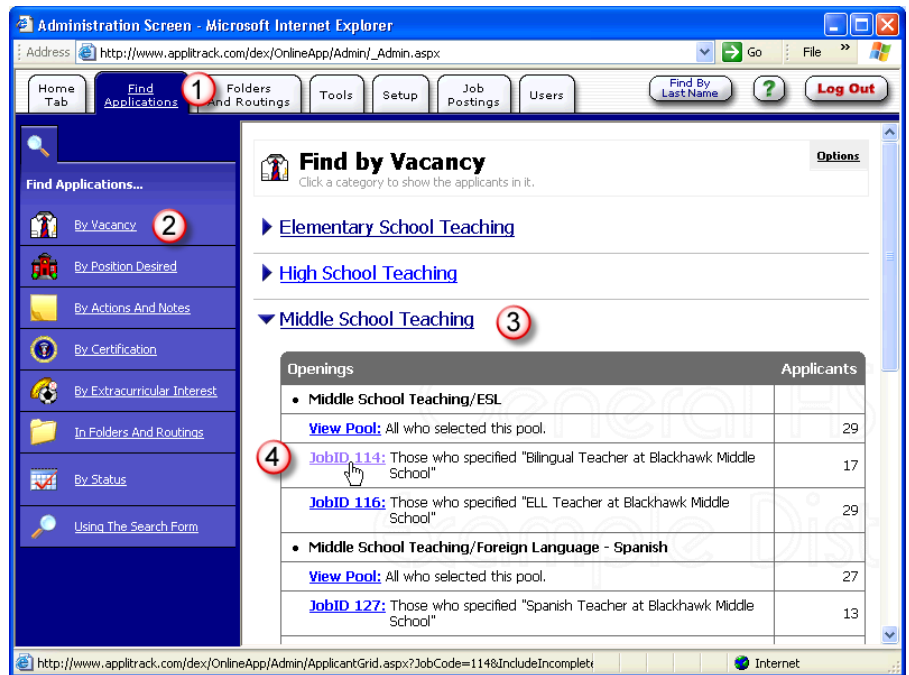 Administration Screen - Microsoft Internet Explorer
Address http://www.applitrack.com/dex/OnlineApp/Admin/_Admin.aspx Go File »
Home Tab
Find Applications
1
Folders And Routings
Tools
Setup
Job Postings
Users
Find By Last Name
?
Log Out
Find Applications...
By Vacancy
2
By Position Desired
By Actions And Notes
By Certification
By Extracurricular Interest
In Folders And Routings
By Status
Using The Search Form
Find by Vacancy
Options
Click a category to show the applicants in it.
Elementary School Teaching
High School Teaching
Middle School Teaching
3
Openings Applicants
• Middle School Teaching/ESL
View Pool: All who selected this pool. 29
4
JobID 114: Those who specified "Bilingual Teacher at Blackhawk Middle
School" 17
JobID 116: Those who specified "ELL Teacher at Blackhawk Middle
School" 29
• Middle School Teaching/Foreign Language - Spanish
View Pool: All who selected this pool. 27
JobID 127: Those who specified "Spanish Teacher at Blackhawk Middle
School" 13
General HS
Example Dist
http://www.applitrack.com/dex/OnlineApp/Admin/ApplicantGrid.aspx?JobCode=114&IncludeIncomplet
Internet